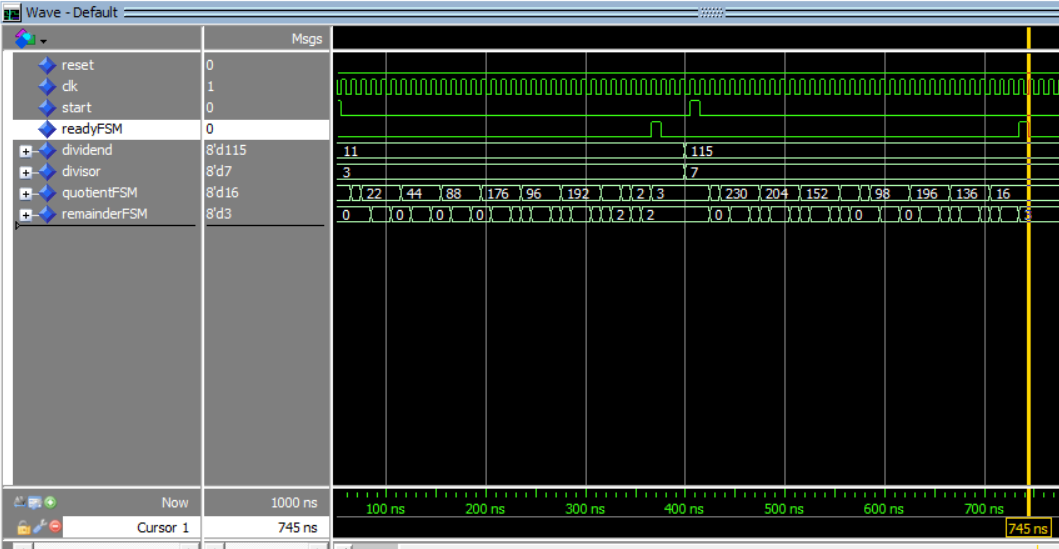 Wave - Default
Msgs
reset 0
clk 1
start 0
readyFSM 0
dividend 8'd115 11 115
divisor 8'd7 3 7
quotientFSM 8'd16 22 44 88 176 96 192 2 3 230 204 152 98 196 136 16
remainderFSM 8'd3 0 0 0 0 2 2 0 0 0 3
Now 1000 ns 100 ns 200 ns 300 ns 400 ns 500 ns 600 ns 700 ns
Cursor 1 745 ns 745 ns